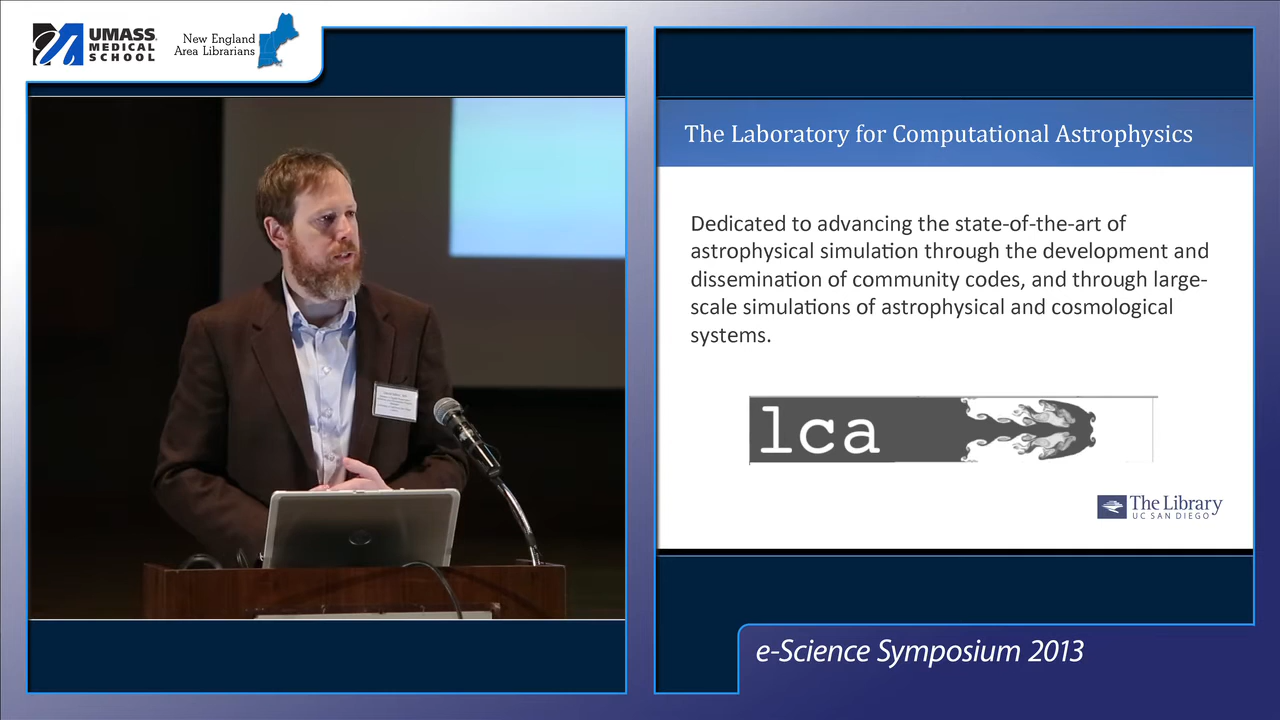 UMASS
MEDICAL
SCHOOL
New England
Area Librarians
The Laboratory for Computational Astrophysics
Dedicated to advancing the state-of-the-art of
astrophysical simulation through the development and
dissemination of community codes, and through large-
scale simulations of astrophysical and cosmological
systems.
lca
The Library
UC SAN DIEGO
e-Science Symposium 2013